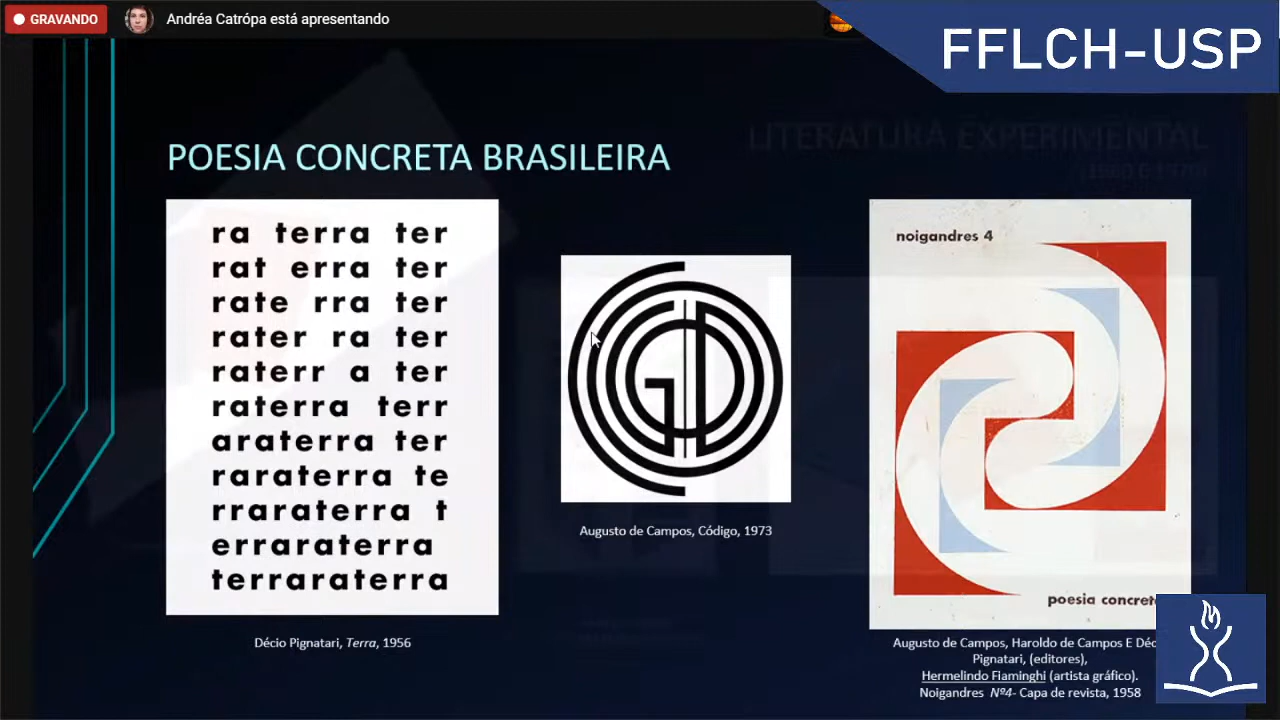 GRAVANDO
Andréa Catrópa está apresentando
FFLCH-USP
LITERATURA EXPERIMENTAL
POESIA CONCRETA BRASILEIRA
ra terra ter
rat erra ter
rate rra ter
rater ra ter
raterr a ter
raterra terr
araterra ter
raraterra te
rraraterra t
erraraterra
terraraterra
Décio Pignatari, Terra, 1956
Augusto de Campos, Código, 1973
noigandres 4
poesia concret
Augusto de Campos, Haroldo de Campos E Déc
Pignatari, (editores),
Hermelindo Fiaminghi (artista gráfico).
Noigandres Nº4- Capa de revista, 1958